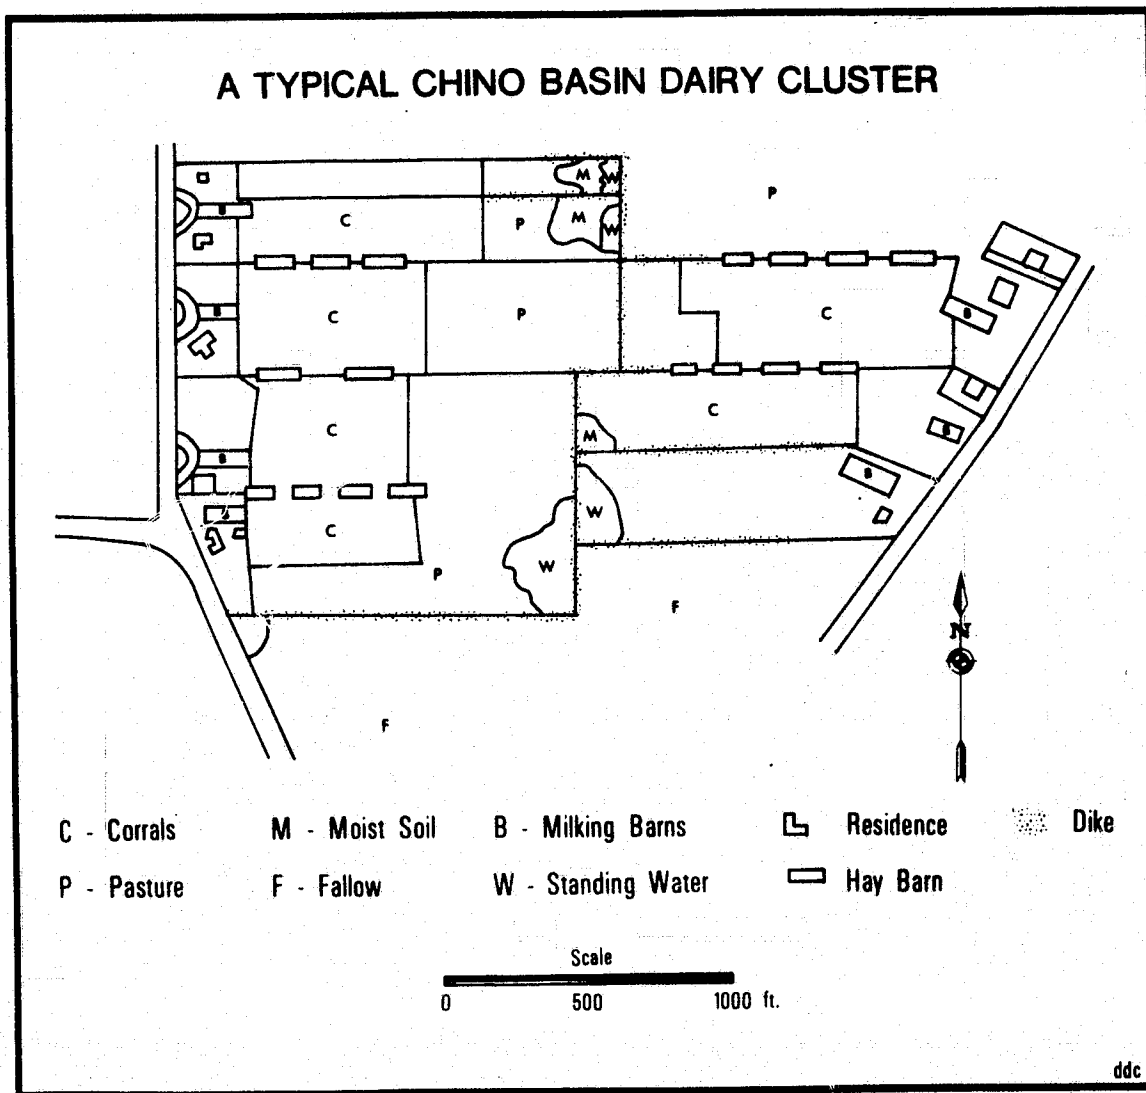 A TYPICAL CHINO BASIN DAIRY CLUSTER
M W
P
B C P M W
B C P C B
C C M B
B
W
C W
P F
N
F
C - Corrals M - Moist Soil B - Milking Barns Residence Dike
P - Pasture F - Fallow W - Standing Water Hay Barn
Scale
0 500 1000 ft.
ddc